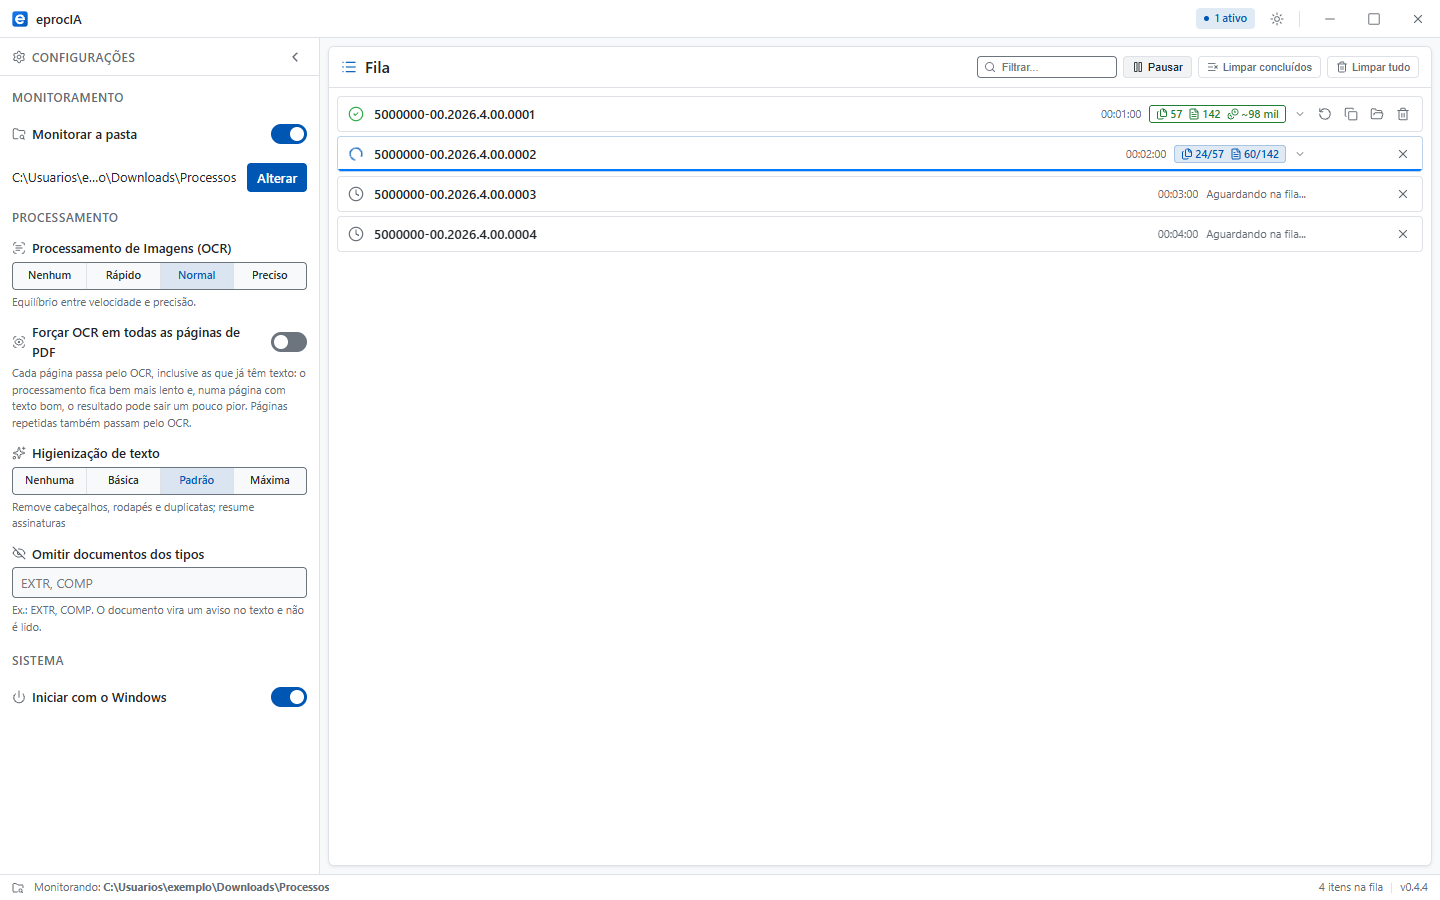 eprocIA
1 ativo
CONFIGURAÇÕES
MONITORAMENTO
Monitorar a pasta
C:\Usuarios\e...o\Downloads\Processos
Alterar
PROCESSAMENTO
Processamento de Imagens (OCR)
Nenhum Rápido Normal Preciso
Equilíbrio entre velocidade e precisão.
Forçar OCR em todas as páginas de
PDF
Cada página passa pelo OCR, inclusive as que já têm texto: o
processamento fica bem mais lento e, numa página com
texto bom, o resultado pode sair um pouco pior. Páginas
repetidas também passam pelo OCR.
Higienização de texto
Nenhuma Básica Padrão Máxima
Remove cabeçalhos, rodapés e duplicatas; resume
assinaturas
Omitir documentos dos tipos
EXTR, COMP
Ex.: EXTR, COMP. O documento vira um aviso no texto e não
é lido.
SISTEMA
Iniciar com o Windows
Fila
Filtrar...
Pausar
Limpar concluídos
Limpar tudo
5000000-00.2026.4.00.0001 00:01:00 57 142 ~98 mil
5000000-00.2026.4.00.0002 00:02:00 24/57 60/142
5000000-00.2026.4.00.0003 00:03:00 Aguardando na fila...
5000000-00.2026.4.00.0004 00:04:00 Aguardando na fila...
Monitorando: C:\Usuarios\exemplo\Downloads\Processos
4 itens na fila v0.4.4